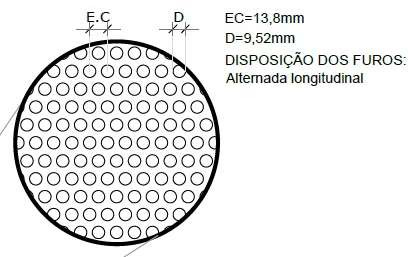 E.C D
EC=13,8mm
D=9,52mm
DISPOSIÇÃO DOS FUROS:
Alternada longitudinal